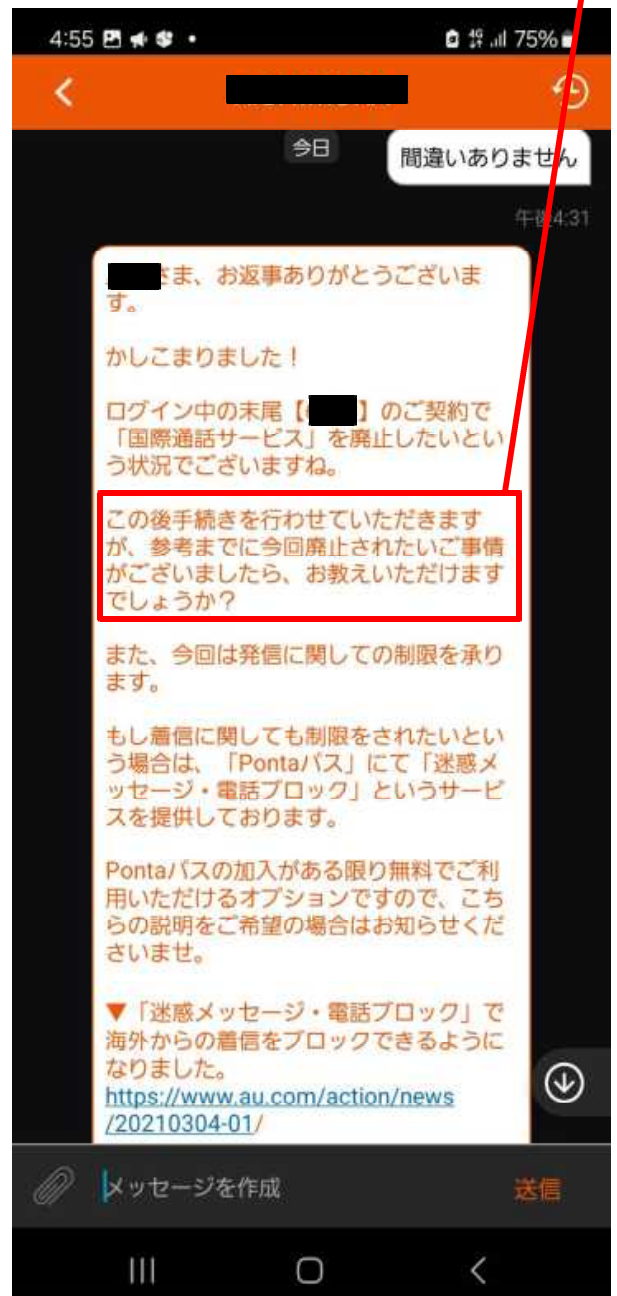 4:55
75%
今日
間違いありません
午後4:31
さま、お返事ありがとうございま
す。
かしこまりました！
ログイン中の末尾【 】のご契約で
「国際通話サービス」を廃止したいとい
う状況でございますね。
この後手続きを行わせていただきます
が、参考までに今回廃止されたいご事情
がございましたら、お教えいただけます
でしょうか？
また、今回は発信に関しての制限を承り
ます。
もし着信に関しても制限をされたいとい
う場合は、「Pontaパス」にて「迷惑メ
ッセージ・電話ブロック」というサービ
スを提供しております。
Pontaパスの加入がある限り無料でご利
用いただけるオプションですので、こち
らの説明をご希望の場合はお知らせくだ
さいませ。
▼「迷惑メッセージ・電話ブロック」で
海外からの着信をブロックできるように
なりました。
https://www.au.com/action/news
/20210304-01/
メッセージを作成
送信